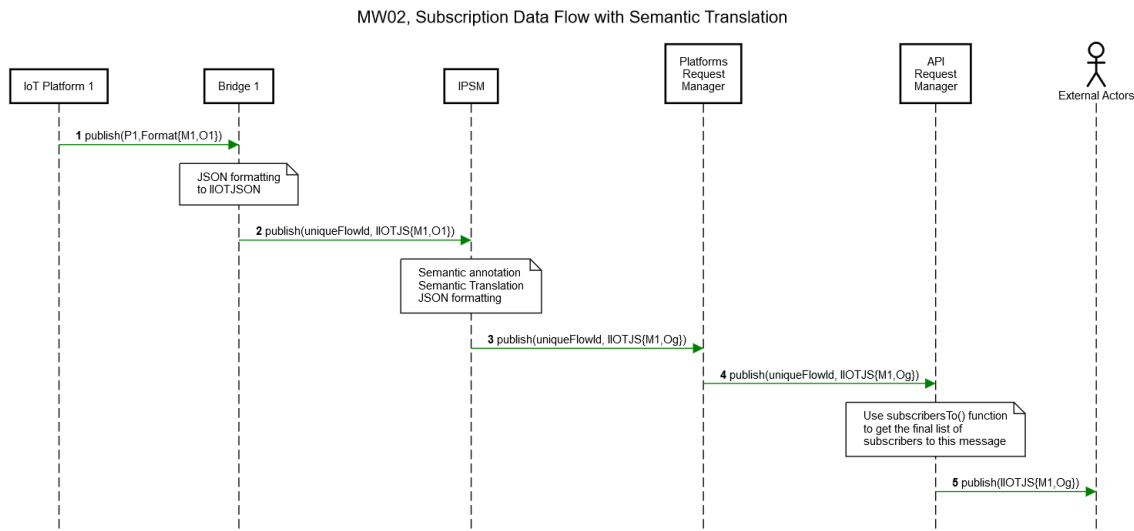 MW02, Subscription Data Flow with Semantic Translation
IoT Platform 1
Bridge 1
IPSM
Platforms
Request
Manager
API
Request
Manager
External Actors
1 publish(P1,Format{M1,O1})
JSON formatting
to IIOTJSON
2 publish(uniqueFlowId, IIOTJS{M1,O1})
Semantic annotation
Semantic Translation
JSON formatting
3 publish(uniqueFlowId, IIOTJS{M1,Og})
4 publish(uniqueFlowId, IIOTJS{M1,Og})
Use subscribersTo() function
to get the final list of
subscribers to this message
5 publish(IIOTJS{M1,Og})